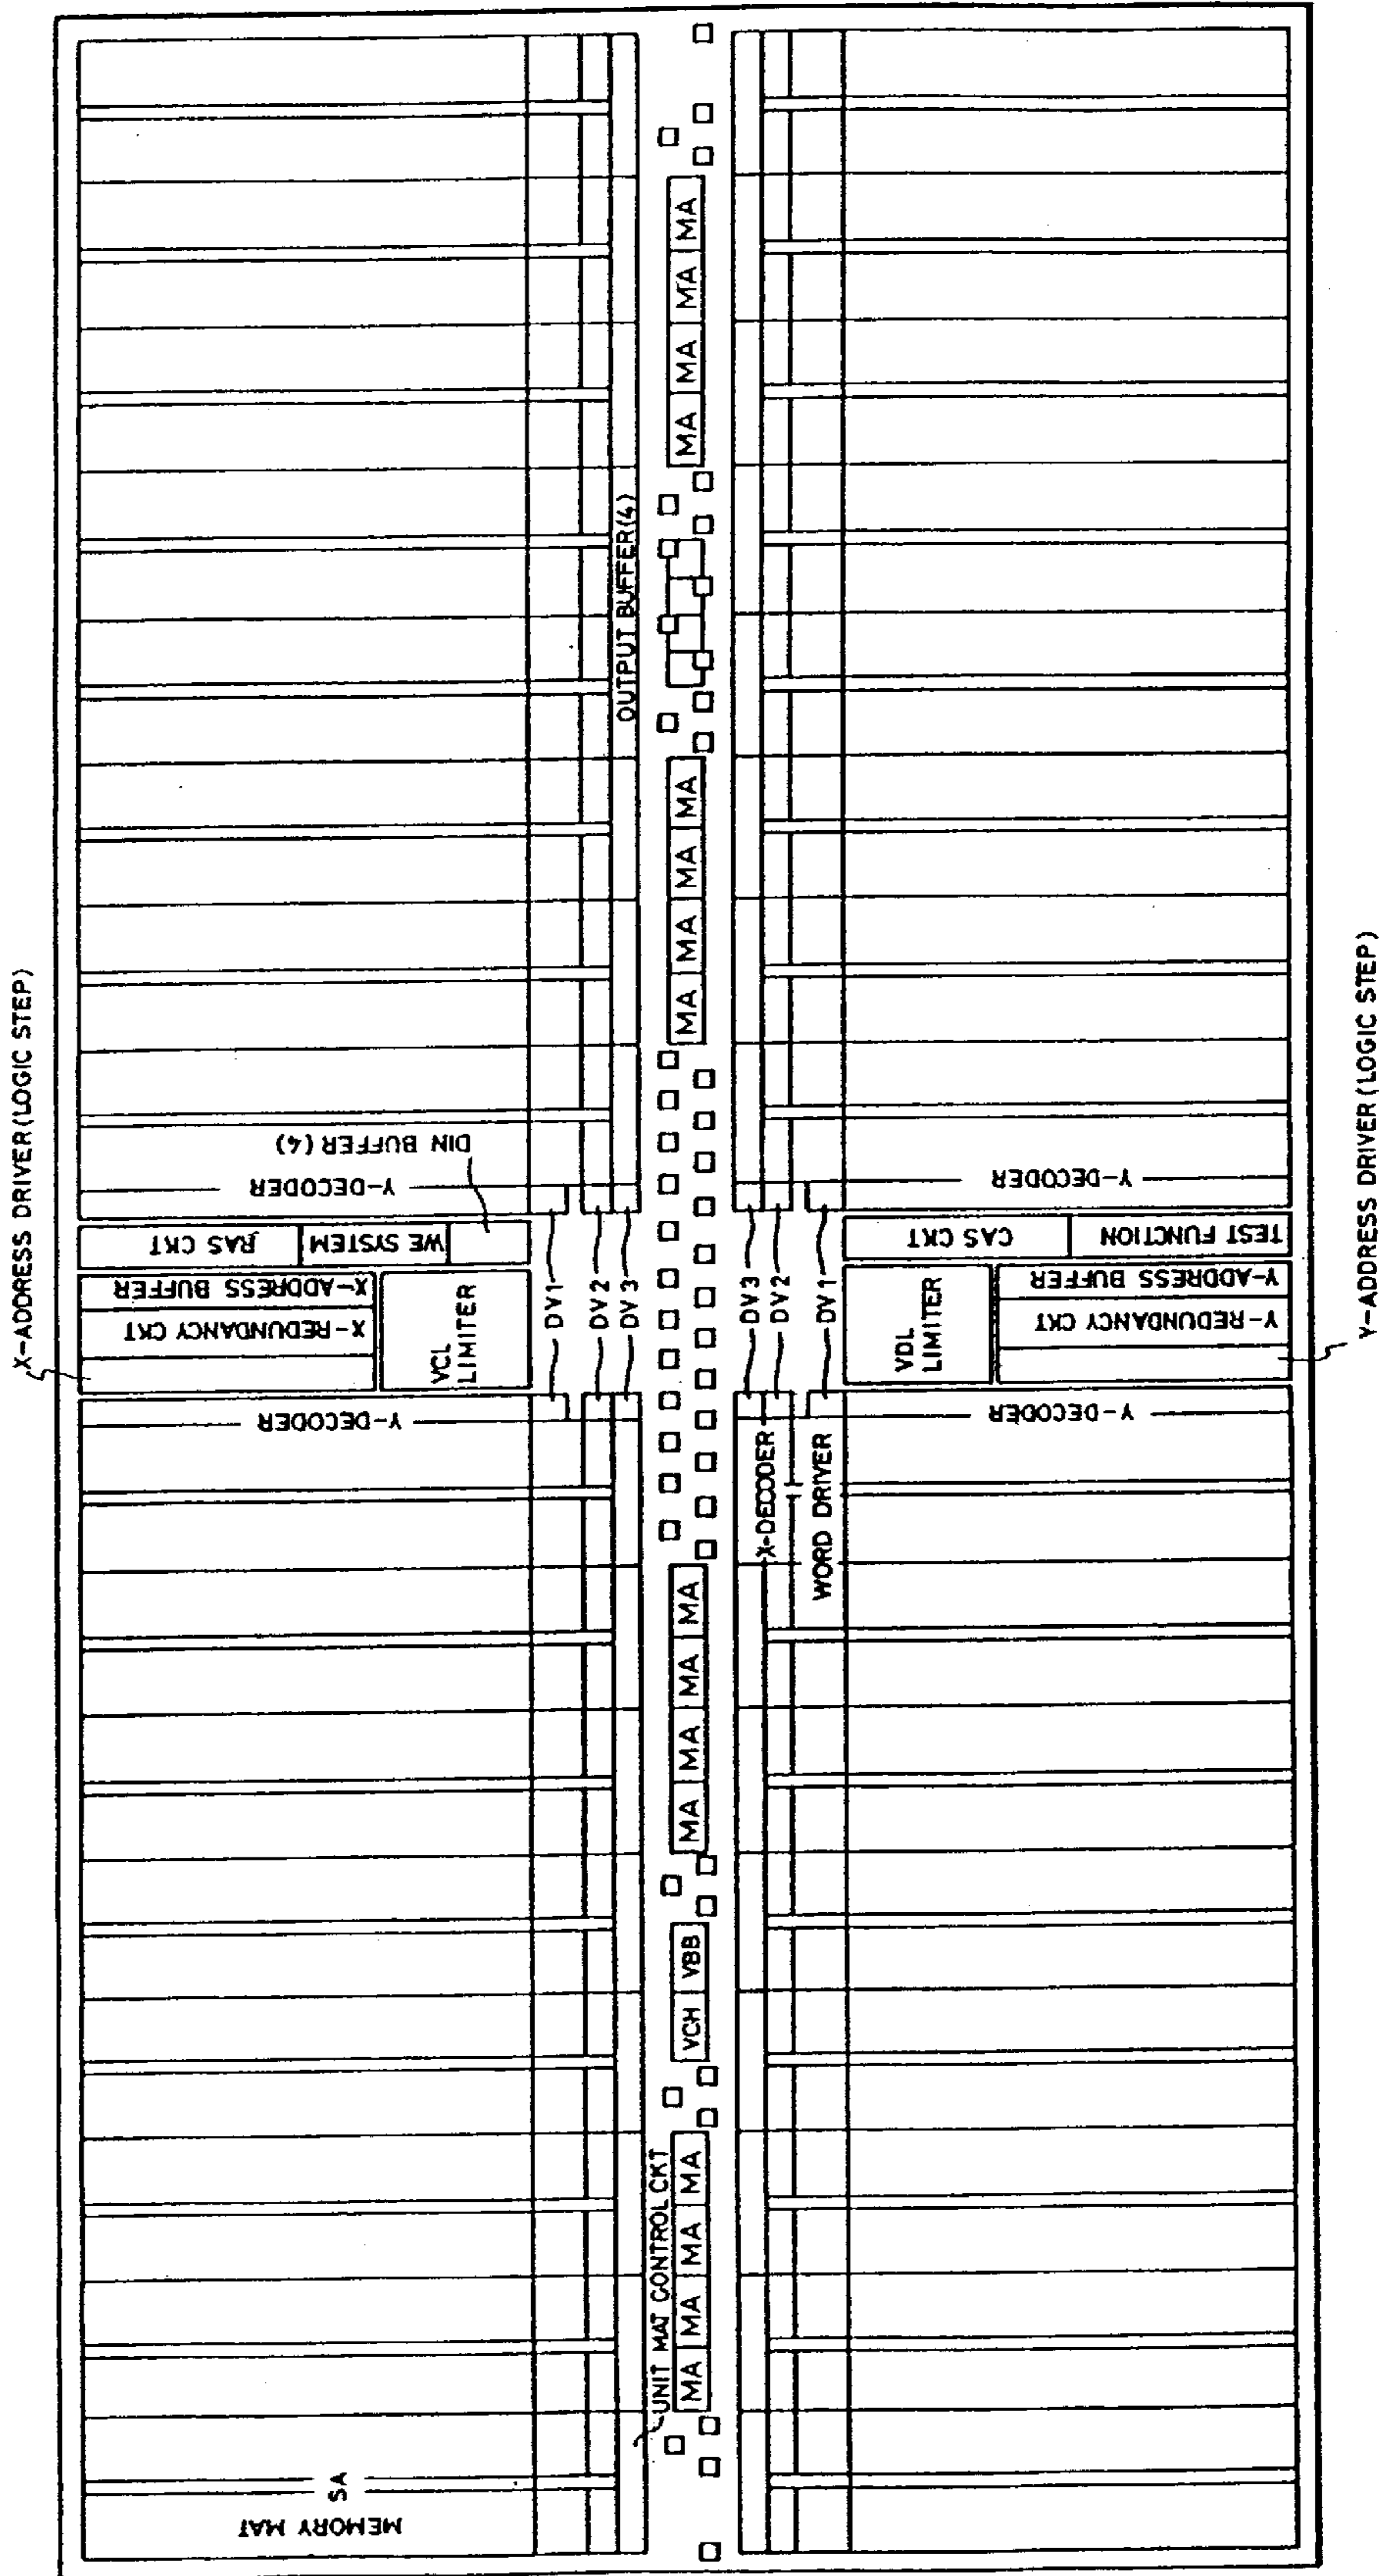 X-ADDRESS DRIVER(LOGIC STEP)
OUTPUT BUFFER(4)
MA MA MA MA
MA MA MA MA
DIN BUFFER (4)
Y-DECODER
Y-DECODER
RAS CKT
WE SYSTEM
X-ADDRESS BUFFER
X-REDUNDANCY CKT
VCL
LIMITER
DV1
DV2
DV3
DV3
DV2
DV1
CAS CKT
TEST FUNCTION
VDL
LIMITER
Y-ADDRESS BUFFER
Y-REDUNDANCY CKT
Y-ADDRESS DRIVER (LOGIC STEP)
Y-DECODER
X-DECODER
WORD DRIVER
Y-DECODER
MA MA MA MA
VCH VBB
UNIT MAT CONTROL CKT
MA MA MA MA
SA
MEMORY MAT